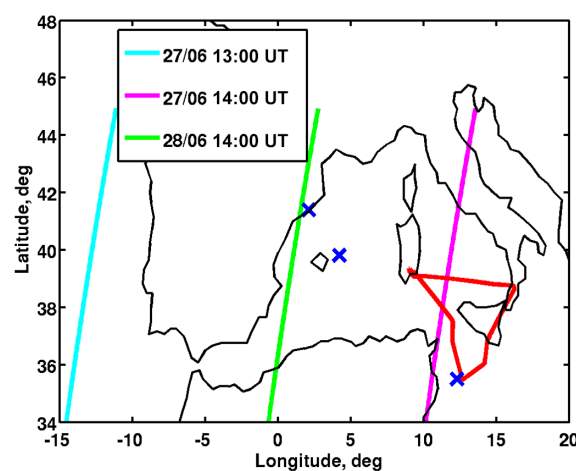 48
46
44
42
40
38
36
34
Latitude, deg
27/06 13:00 UT
27/06 14:00 UT
28/06 14:00 UT
-15 -10 -5 0 5 10 15 20
Longitude, deg